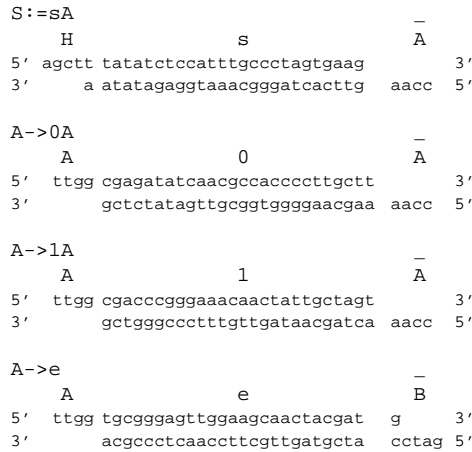 S:=sA _
H s A
5′ agctt tatatctccatttgccctagtgaag 3′
3′ a atatagaggtaaacgggatcacttg aacc 5′
A->0A _
A 0 A
5′ ttgg cgagatatcaacgccaccccttgctt 3′
3′ gctctatagttgcggtggggaacgaa aacc 5′
A->1A _
A 1 A
5′ ttgg cgacccgggaaacaactattgctagt 3′
3′ gctgggccctttgttgataacgatca aacc 5′
A->e _
A e B
5′ ttgg tgcgggagttggaagcaactacgat g 3′
3′ acgccctcaaccttcgttgatgcta cctag 5′